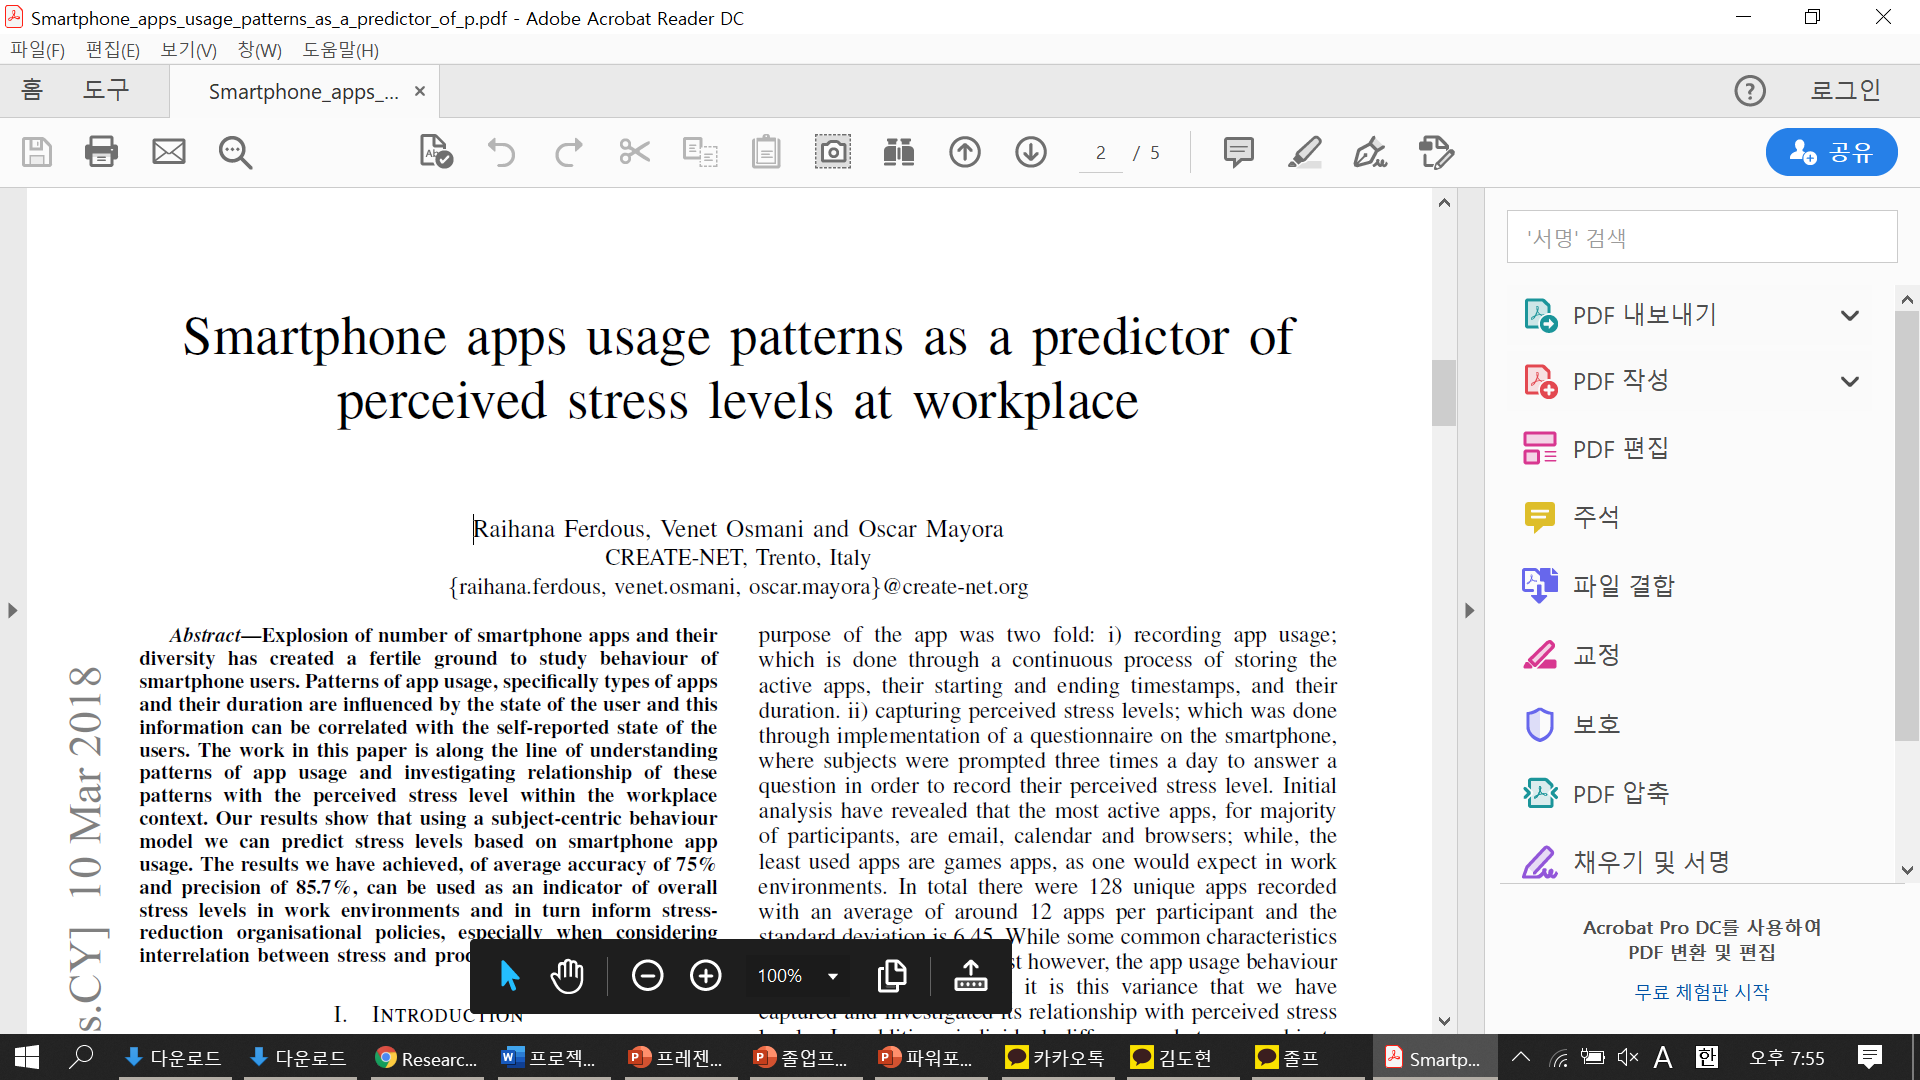 Smartphone_apps_usage_patterns_as_a_predictor_of_p.pdf - Adobe Acrobat Reader DC
파일(F) 편집(E) 보기(V) 창(W) 도움말(H)
홈 도구 Smartphone_apps_... × ? 로그인
2 / 5 공유
'서명' 검색
PDF 내보내기
PDF 작성
PDF 편집
주석
파일 결합
교정
보호
PDF 압축
채우기 및 서명
Acrobat Pro DC를 사용하여
PDF 변환 및 편집
무료 체험판 시작
Smartphone apps usage patterns as a predictor of
perceived stress levels at workplace
Raihana Ferdous, Venet Osmani and Oscar Mayora
CREATE-NET, Trento, Italy
{raihana.ferdous, venet.osmani, oscar.mayora}@create-net.org
s.CY] 10 Mar 2018
Abstract—Explosion of number of smartphone apps and their
diversity has created a fertile ground to study behaviour of
smartphone users. Patterns of app usage, specifically types of apps
and their duration are influenced by the state of the user and this
information can be correlated with the self-reported state of the
users. The work in this paper is along the line of understanding
patterns of app usage and investigating relationship of these
patterns with the perceived stress level within the workplace
context. Our results show that using a subject-centric behaviour
model we can predict stress levels based on smartphone app
usage. The results we have achieved, of average accuracy of 75%
and precision of 85.7%, can be used as an indicator of overall
stress levels in work environments and in turn inform stress-
reduction organisational policies, especially when considering
interrelation between stress and
I. INTRODUCTION
purpose of the app was two fold: i) recording app usage;
which is done through a continuous process of storing the
active apps, their starting and ending timestamps, and their
duration. ii) capturing perceived stress levels; which was done
through implementation of a questionnaire on the smartphone,
where subjects were prompted three times a day to answer a
question in order to record their perceived stress level. Initial
analysis have revealed that the most active apps, for majority
of participants, are email, calendar and browsers; while, the
least used apps are games apps, as one would expect in work
environments. In total there were 128 unique apps recorded
with an average of around 12 apps per participant and the
standard deviation is 6.45. While some common characteristics
however, the app usage behaviour
it is this variance that we have
captured and investigated its relationship with perceived stress
100%
다운로드 다운로드 Researc... 프로젝... 프레젠... 졸업프... 파워포... 카카오톡 김도현 졸프 Smartp... A 한 오후 7:55